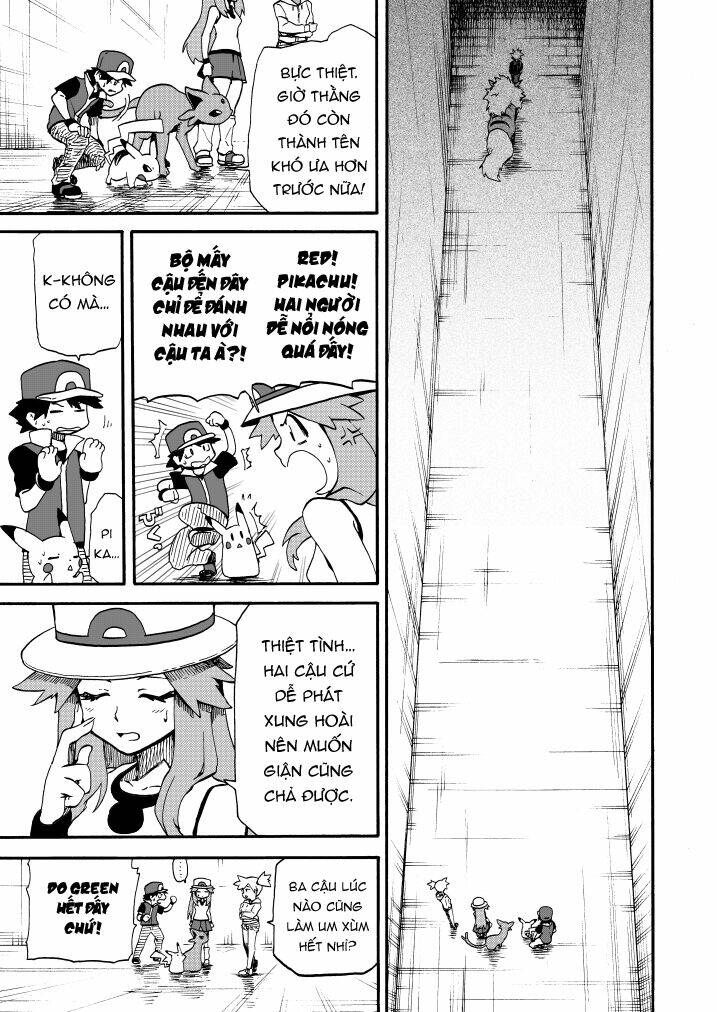 BỰC THIỆT.
GIỜ THẰNG
ĐÓ CÒN
THÀNH TÊN
KHÓ ƯA HƠN
TRƯỚC NỮA!
RED!
PIKACHU!
HAI NGƯỜI
DỄ NỔI NÓNG
QUÁ ĐẤY!
BỘ MẤY
CẬU ĐẾN ĐÂY
CHỈ ĐỂ ĐÁNH
NHAU VỚI
CẬU TA À?!
K-KHÔNG
CÓ MÀ...
PI
KA...
THIỆT TÌNH...
HAI CẬU CỨ
DỄ PHÁT
XUNG HOÀI
NÊN MUỐN
GIẬN CŨNG
CHẢ ĐƯỢC.
BA CẬU LÚC
NÀO CŨNG
LÀM UM XÙM
HẾT NHỈ?
...
DO GREEN
HẾT ĐẤY
CHỨ!